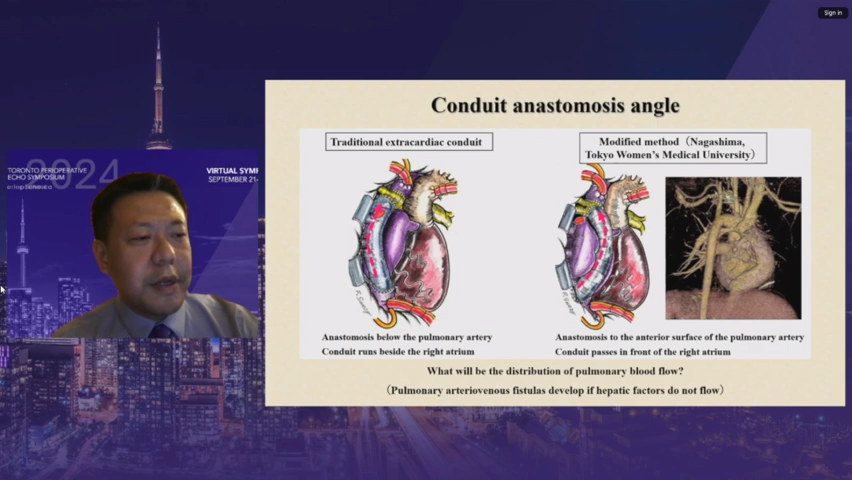 Sign in
2024
TORONTO PERIOPERATIVE
ECHO SYMPOSIUM
VIRTUAL SYM
SEPTEMBER 21-
Conduit anastomosis angle
Traditional extracardiac conduit
Modified method（Nagashima,
Tokyo Women's Medical University）
Anastomosis below the pulmonary artery
Conduit runs beside the right atrium
Anastomosis to the anterior surface of the pulmonary artery
Conduit passes in front of the right atrium
What will be the distribution of pulmonary blood flow?
（Pulmonary arteriovenous fistulas develop if hepatic factors do not flow）